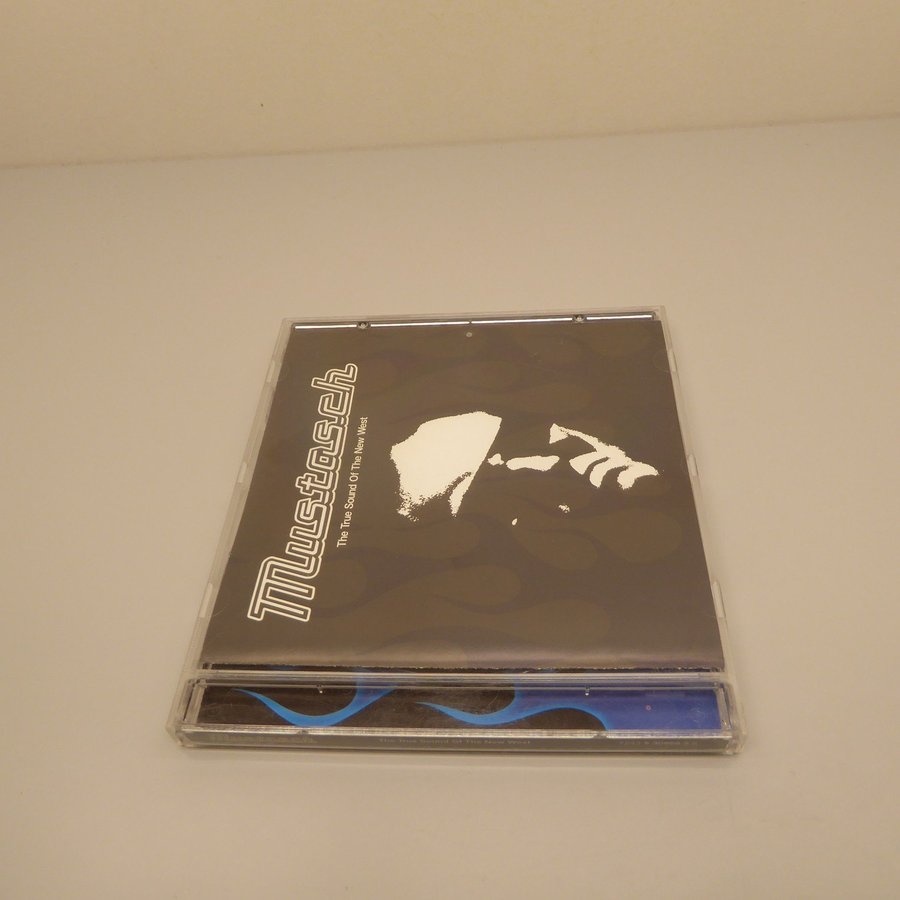 Mustasch
The True Sound Of The New West
The True Sound Of The New West